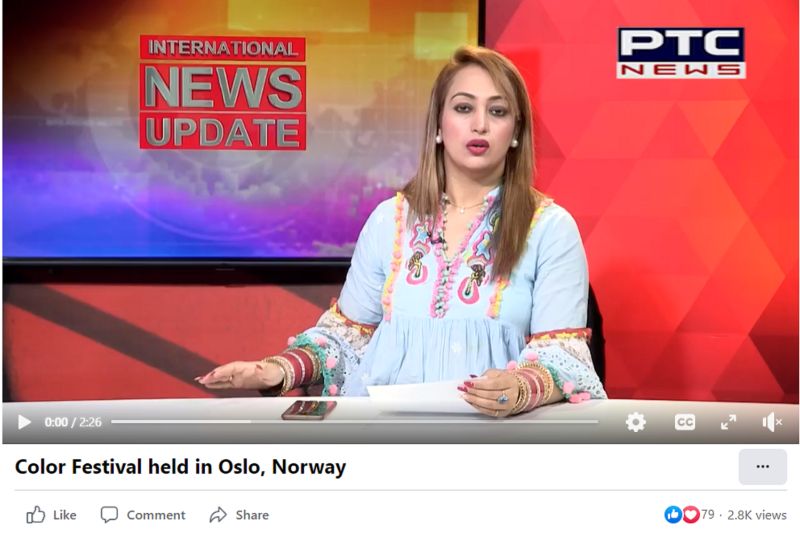 INTERNATIONAL
NEWS
UPDATE
PTC
NEWS
0:00 / 2:26
CC
Color Festival held in Oslo, Norway
...
Like
Comment
Share
79 · 2.8K views